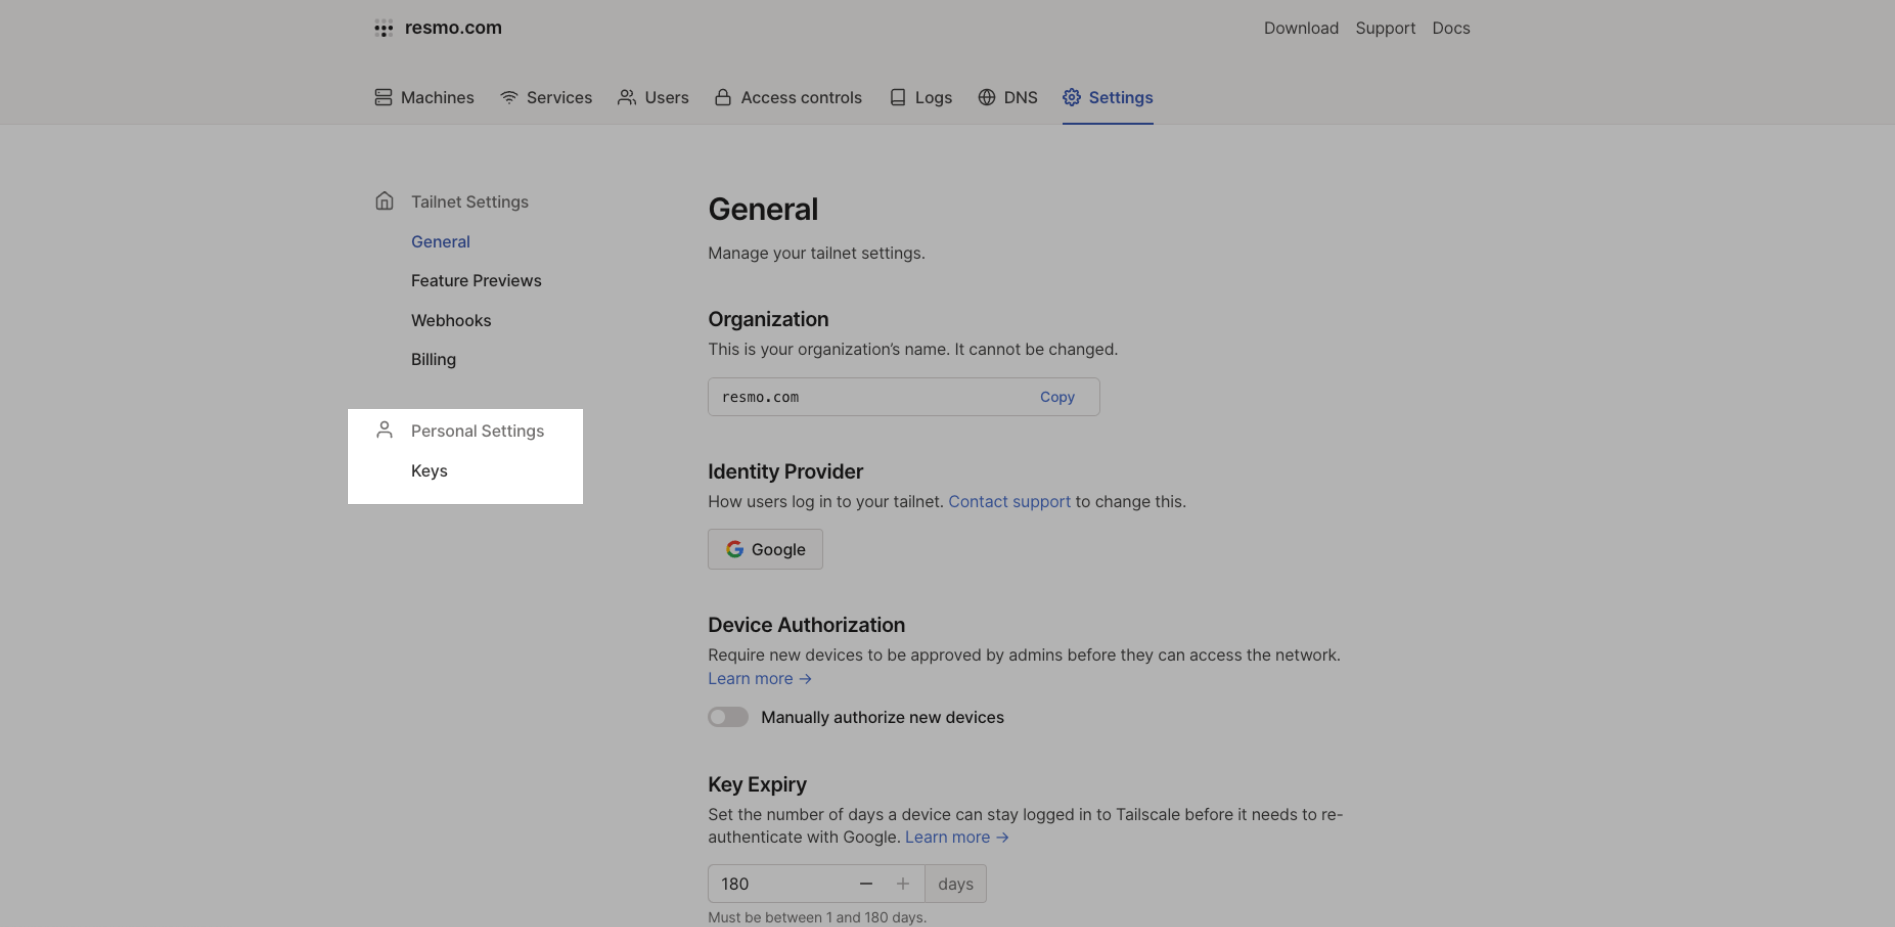 resmo.com
Download Support Docs
Machines Services Users Access controls Logs DNS Settings
Tailnet Settings
General
Feature Previews
Webhooks
Billing
Personal Settings
Keys
General
Manage your tailnet settings.
Organization
This is your organization’s name. It cannot be changed.
resmo.com Copy
Identity Provider
How users log in to your tailnet. Contact support to change this.
Google
Device Authorization
Require new devices to be approved by admins before they can access the network.
Learn more →
Manually authorize new devices
Key Expiry
Set the number of days a device can stay logged in to Tailscale before it needs to re-
authenticate with Google. Learn more →
180 − + days
Must be between 1 and 180 days.